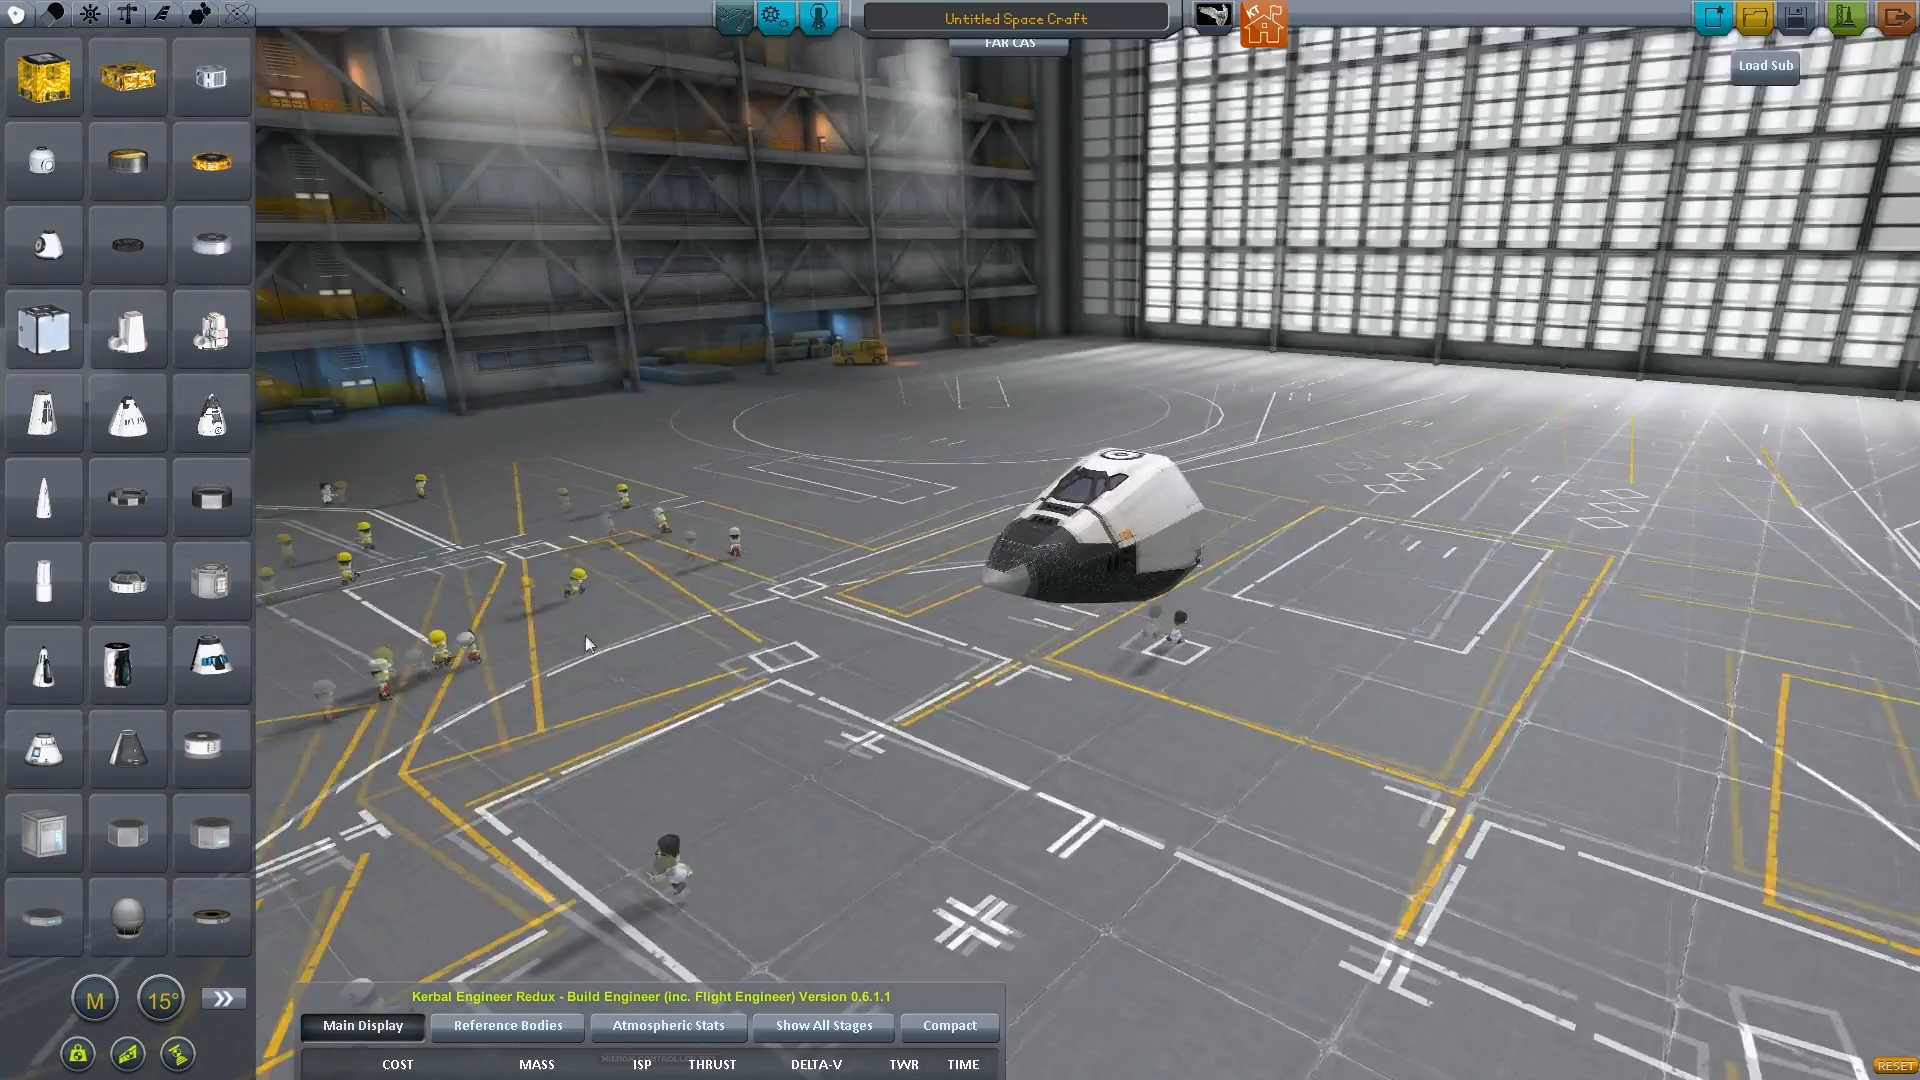 Untitled Space Craft
KT
FAR CAS
Load Sub
M
15°
Kerbal Engineer Redux - Build Engineer (inc. Flight Engineer) Version 0.6.1.1
Main Display
Reference Bodies
Atmospheric Stats
Show All Stages
Compact
COST
MASS
ISP
THRUST
DELTA-V
TWR
TIME
RESET